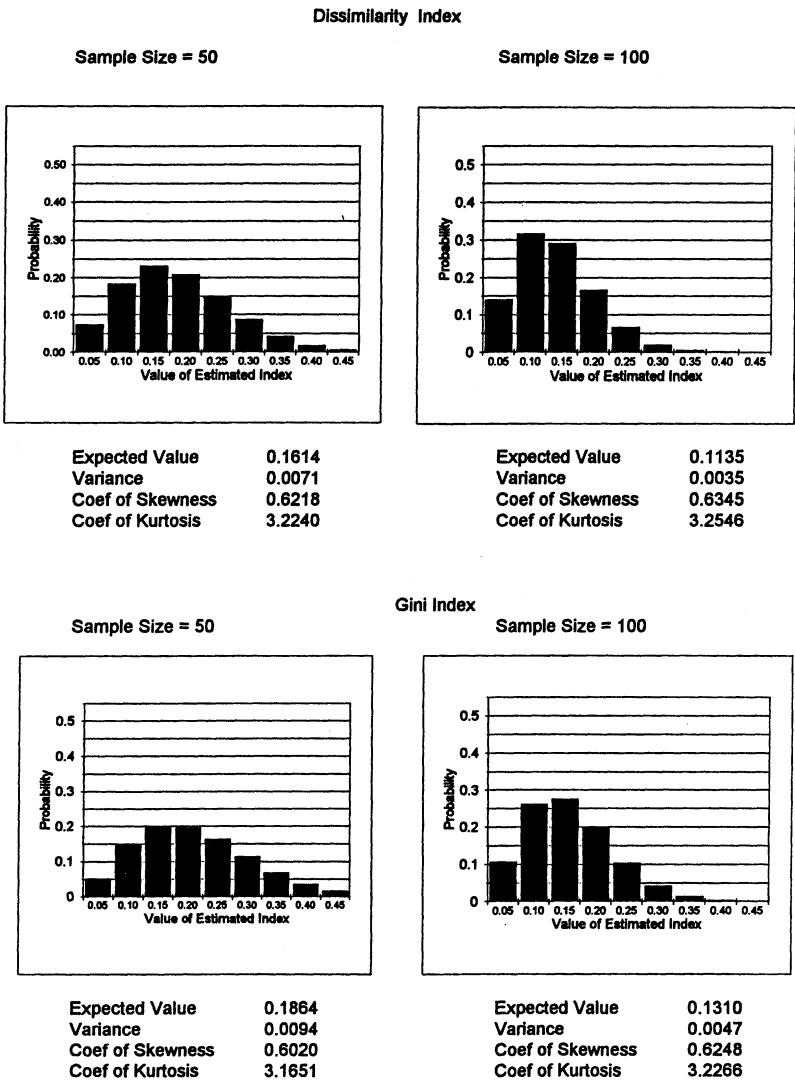 Dissimilarity Index
Sample Size = 50
Sample Size = 100
0.50
0.40
0.30
0.20
0.10
0.00
Probability
0.05 0.10 0.15 0.20 0.25 0.30 0.35 0.40 0.45
Value of Estimated Index
0.5
0.4
0.3
0.2
0.1
0
Probability
0.05 0.10 0.15 0.20 0.25 0.30 0.35 0.40 0.45
Value of Estimated Index
Expected Value 0.1614
Variance 0.0071
Coef of Skewness 0.6218
Coef of Kurtosis 3.2240
Expected Value 0.1135
Variance 0.0035
Coef of Skewness 0.6345
Coef of Kurtosis 3.2546
Gini Index
Sample Size = 50
Sample Size = 100
0.5
0.4
0.3
0.2
0.1
0
Probability
0.05 0.10 0.15 0.20 0.25 0.30 0.35 0.40 0.45
Value of Estimated Index
0.5
0.4
0.3
0.2
0.1
0
Probability
0.05 0.10 0.15 0.20 0.25 0.30 0.35 0.40 0.45
Value of Estimated Index
Expected Value 0.1864
Variance 0.0094
Coef of Skewness 0.6020
Coef of Kurtosis 3.1651
Expected Value 0.1310
Variance 0.0047
Coef of Skewness 0.6248
Coef of Kurtosis 3.2266